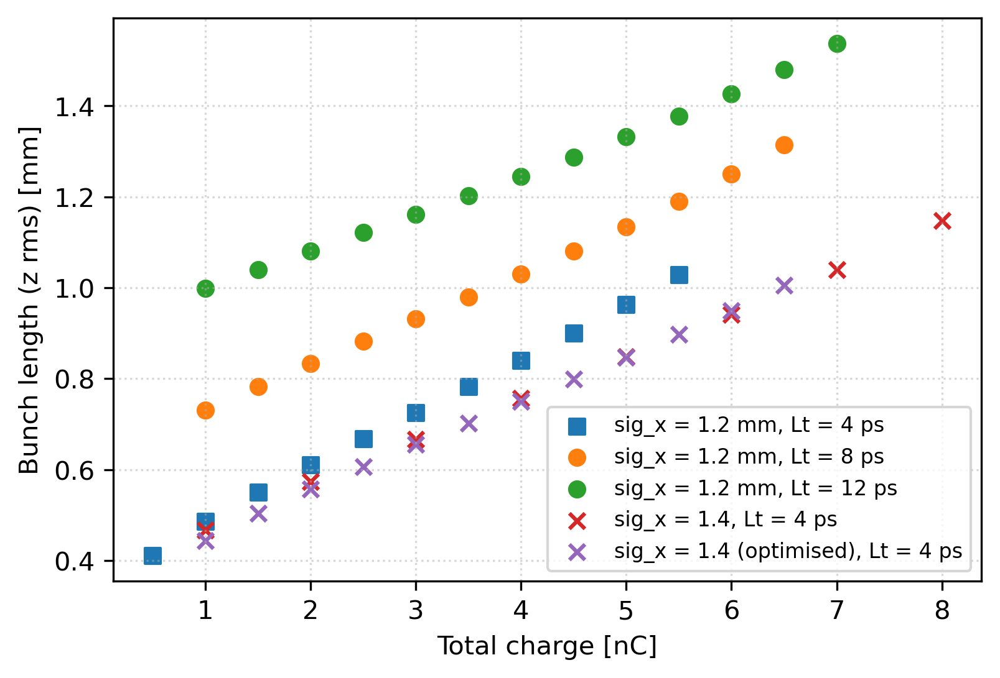 Bunch length (z rms) [mm]
1.4
1.2
1.0
0.8
0.6
0.4
sig_x = 1.2 mm, Lt = 4 ps
sig_x = 1.2 mm, Lt = 8 ps
sig_x = 1.2 mm, Lt = 12 ps
sig_x = 1.4, Lt = 4 ps
sig_x = 1.4 (optimised), Lt = 4 ps
1 2 3 4 5 6 7 8
Total charge [nC]